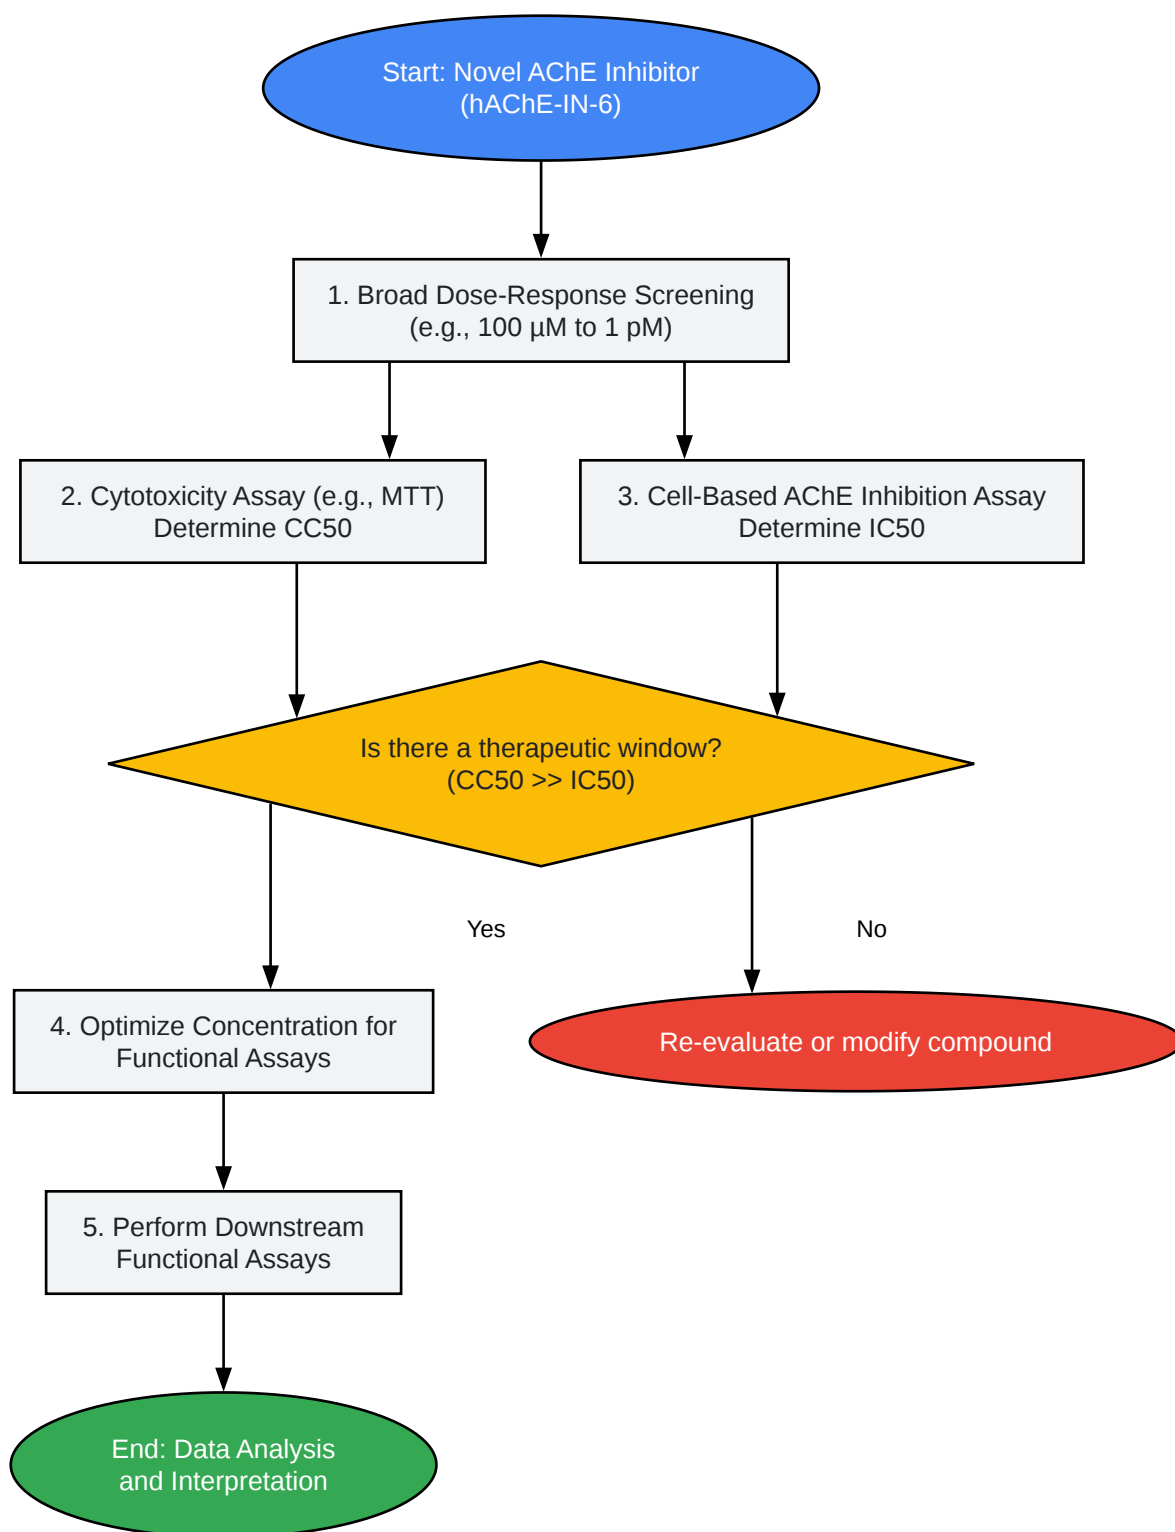 Start: Novel AChE Inhibitor
(hAChE-IN-6)
1. Broad Dose-Response Screening
(e.g., 100 µM to 1 pM)
2. Cytotoxicity Assay (e.g., MTT)
Determine CC50
3. Cell-Based AChE Inhibition Assay
Determine IC50
Is there a therapeutic window?
(CC50 >> IC50)
Yes
No
4. Optimize Concentration for
Functional Assays
Re-evaluate or modify compound
5. Perform Downstream
Functional Assays
End: Data Analysis
and Interpretation